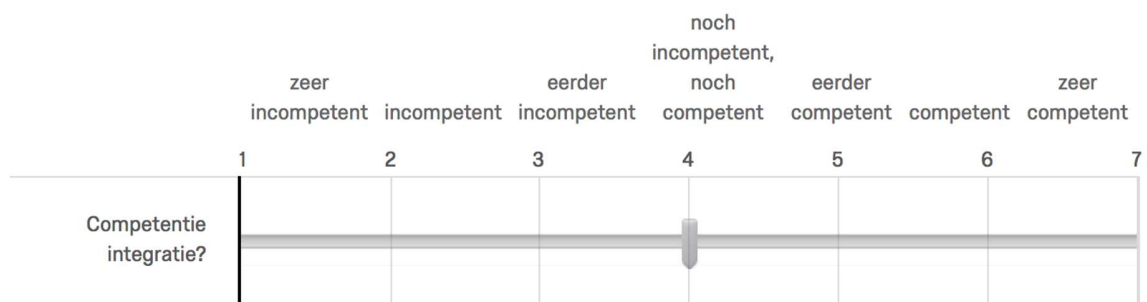 noch
incompetent,
zeer eerder noch eerder zeer
incompetent incompetent incompetent competent competent competent competent
1 2 3 4 5 6 7
Competentie
integratie?